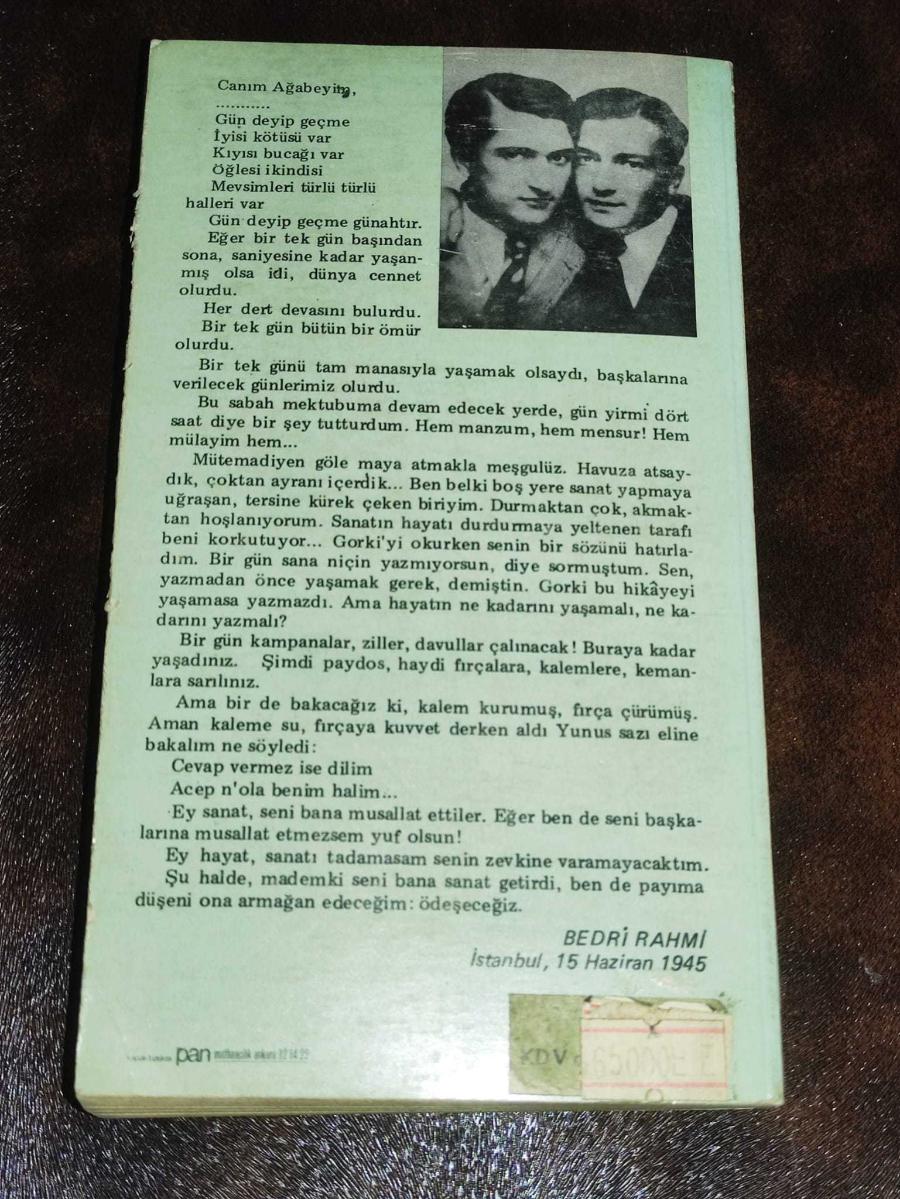 Canım Ağabeyim,
...........
Gün deyip geçme
İyisi kötüsü var
Kıyısı bucağı var
Öğlesi ikindisi
Mevsimleri türlü türlü
halleri var
Gün deyip geçme günahtır.
Eğer bir tek gün başından
sona, saniyesine kadar yaşan-
mış olsa idi, dünya cennet
olurdu.
Her dert devasını bulurdu.
Bir tek gün bütün bir ömür
olurdu.
Bir tek günü tam manasıyla yaşamak olsaydı, başkalarına
verilecek günlerimiz olurdu.
Bu sabah mektubuma devam edecek yerde, gün yirmi dört
saat diye bir şey tutturdum. Hem manzum, hem mensur! Hem
mülayim hem...
Mütemadiyen göle maya atmakla meşgulüz. Havuza atsay-
dık, çoktan ayranı içerdik... Ben belki boş yere sanat yapmaya
uğraşan, tersine kürek çeken biriyim. Durmaktan çok, akmak-
tan hoşlanıyorum. Sanatın hayatı durdurmaya yeltenen tarafı
beni korkutuyor... Gorki'yi okurken senin bir sözünü hatırla-
dım. Bir gün sana niçin yazmıyorsun, diye sormuştum. Sen,
yazmadan önce yaşamak gerek, demiştin. Gorki bu hikâyeyi
yaşamasa yazmazdı. Ama hayatın ne kadarını yaşamalı, ne ka-
darını yazmalı?
Bir gün kampanalar, ziller, davullar çalınacak! Buraya kadar
yaşadınız. Şimdi paydos, haydi fırçalara, kalemlere, keman-
lara sarılınız.
Ama bir de bakacağız ki, kalem kurumuş, fırça çürümüş.
Aman kaleme su, fırçaya kuvvet derken aldı Yunus sazı eline
bakalım ne söyledi:
Cevap vermez ise dilim
Acep n'ola benim halim...
Ey sanat, seni bana musallat ettiler. Eğer ben de seni başka-
larına musallat etmezsem yuf olsun!
Ey hayat, sanatı tadamasam senin zevkine varamayacaktım.
Şu halde, mademki seni bana sanat getirdi, ben de payıma
düşeni ona armağan edeceğim: ödeşeceğiz.
BEDRİ RAHMİ
İstanbul, 15 Haziran 1945
pan matbaacılık ankara
KDV